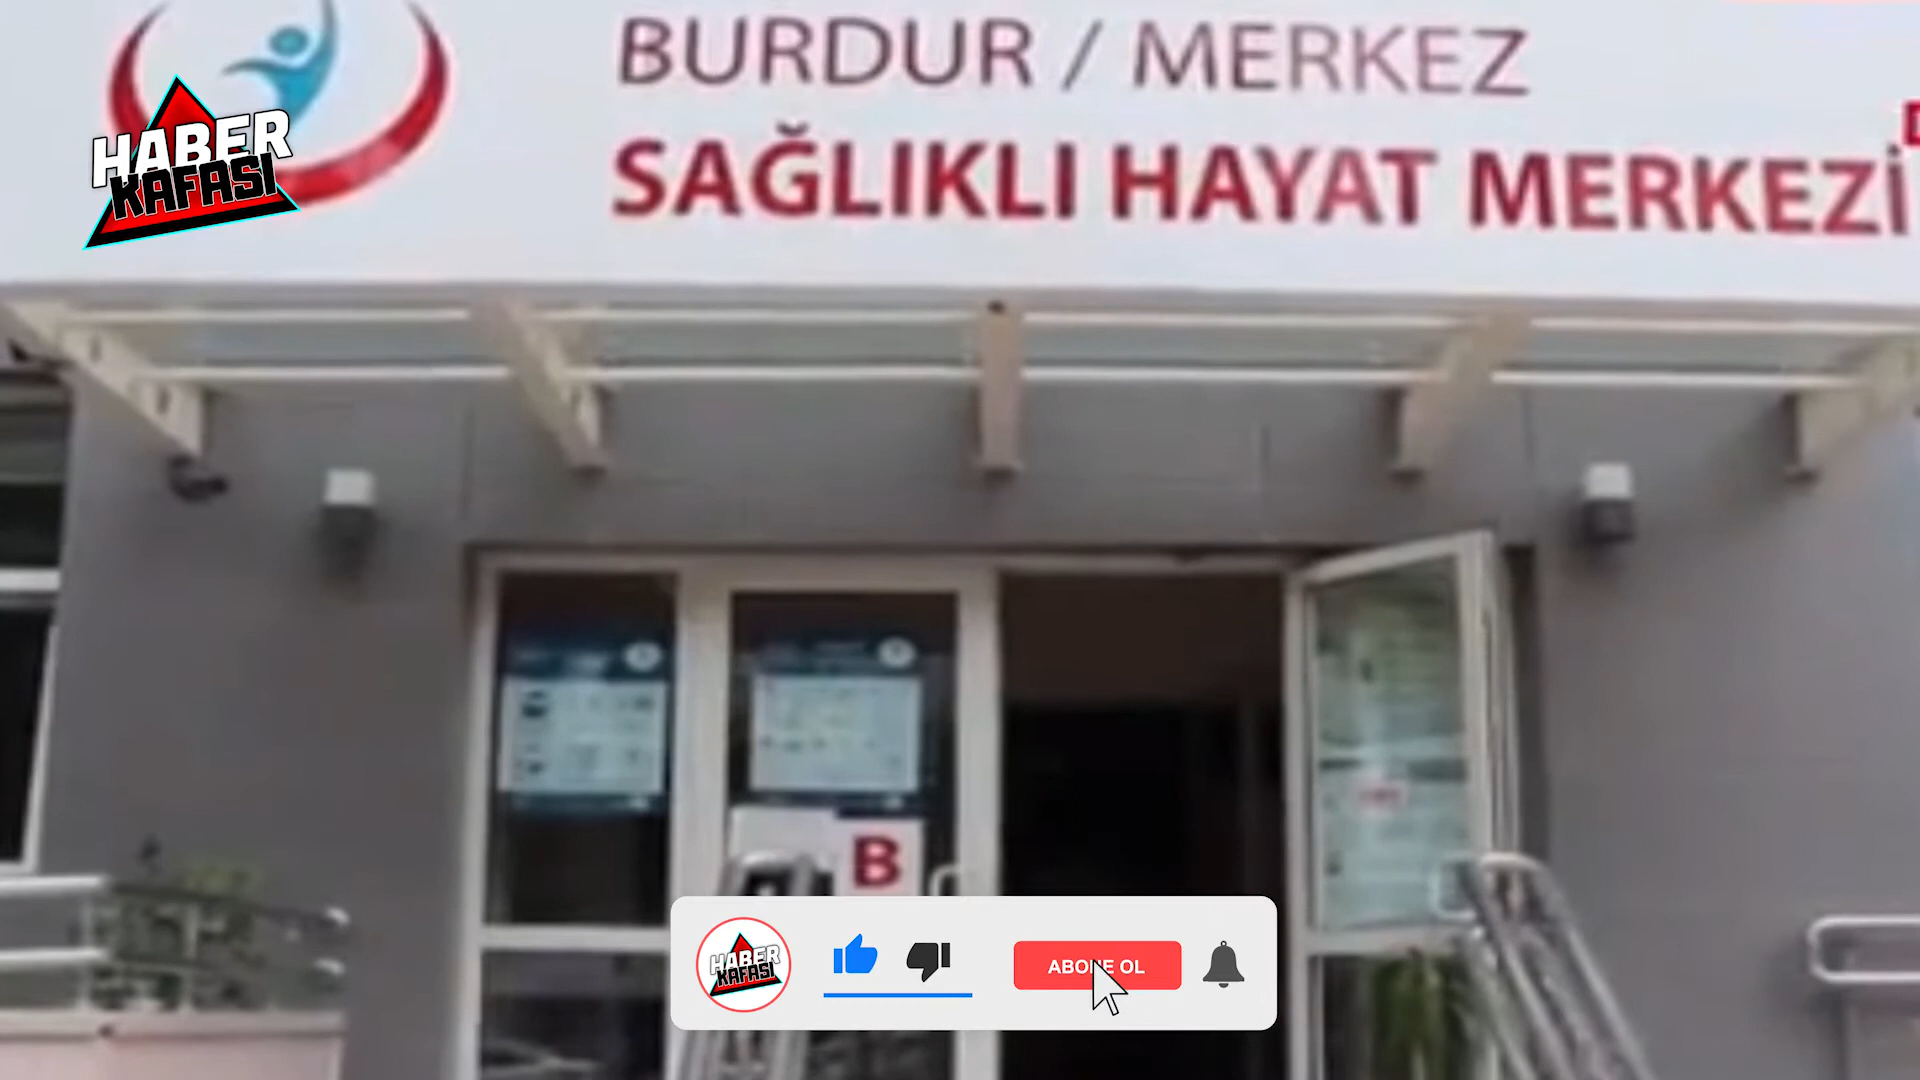 BURDUR / MERKEZ
SAĞLIKLI HAYAT MERKEZİ
HABER
KAFASI
B
HABER
KAFASI
ABONE OL